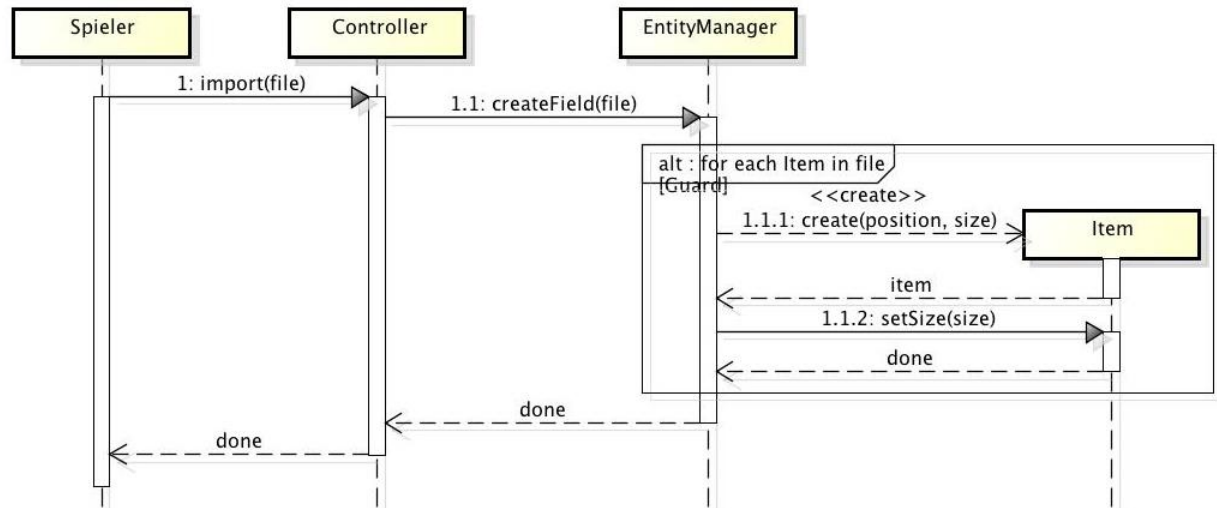 Spieler
Controller
EntityManager
1: import(file)
1.1: createField(file)
alt : for each Item in file
[Guard]
<<create>>
1.1.1: create(position, size)
Item
item
1.1.2: setSize(size)
done
done
done